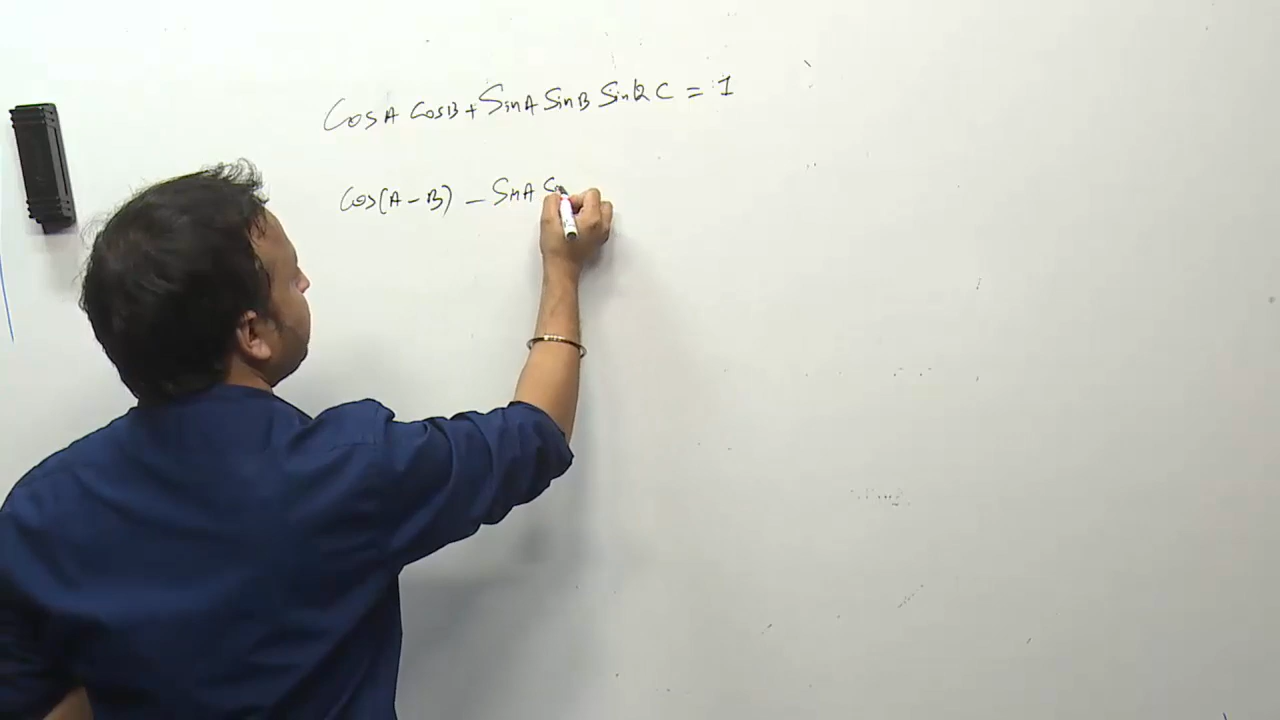 CosA CosB + SinA SinB Sin2C = 1
Cos(A - B) - SinA S